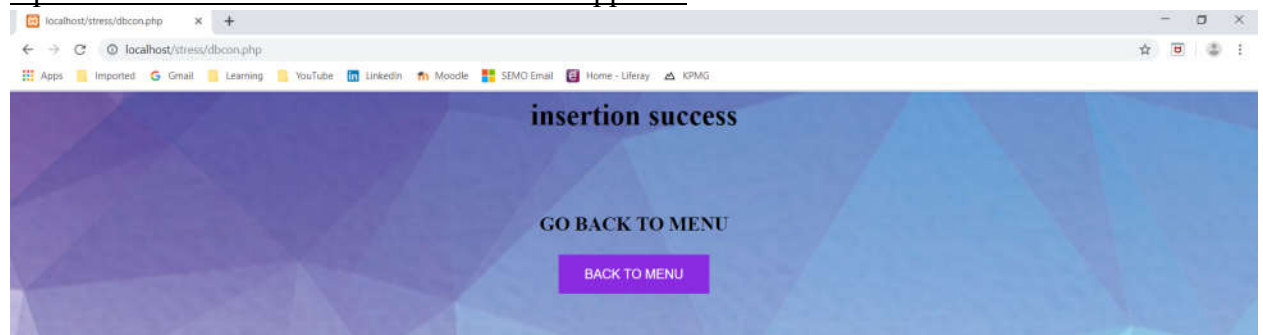 localhost/stress/dbcon.php
localhost/stress/dbcon.php
Apps Imported Gmail Learning YouTube LinkedIn Moodle SEMO Email Home - Liferay KPMG
insertion success
GO BACK TO MENU
BACK TO MENU